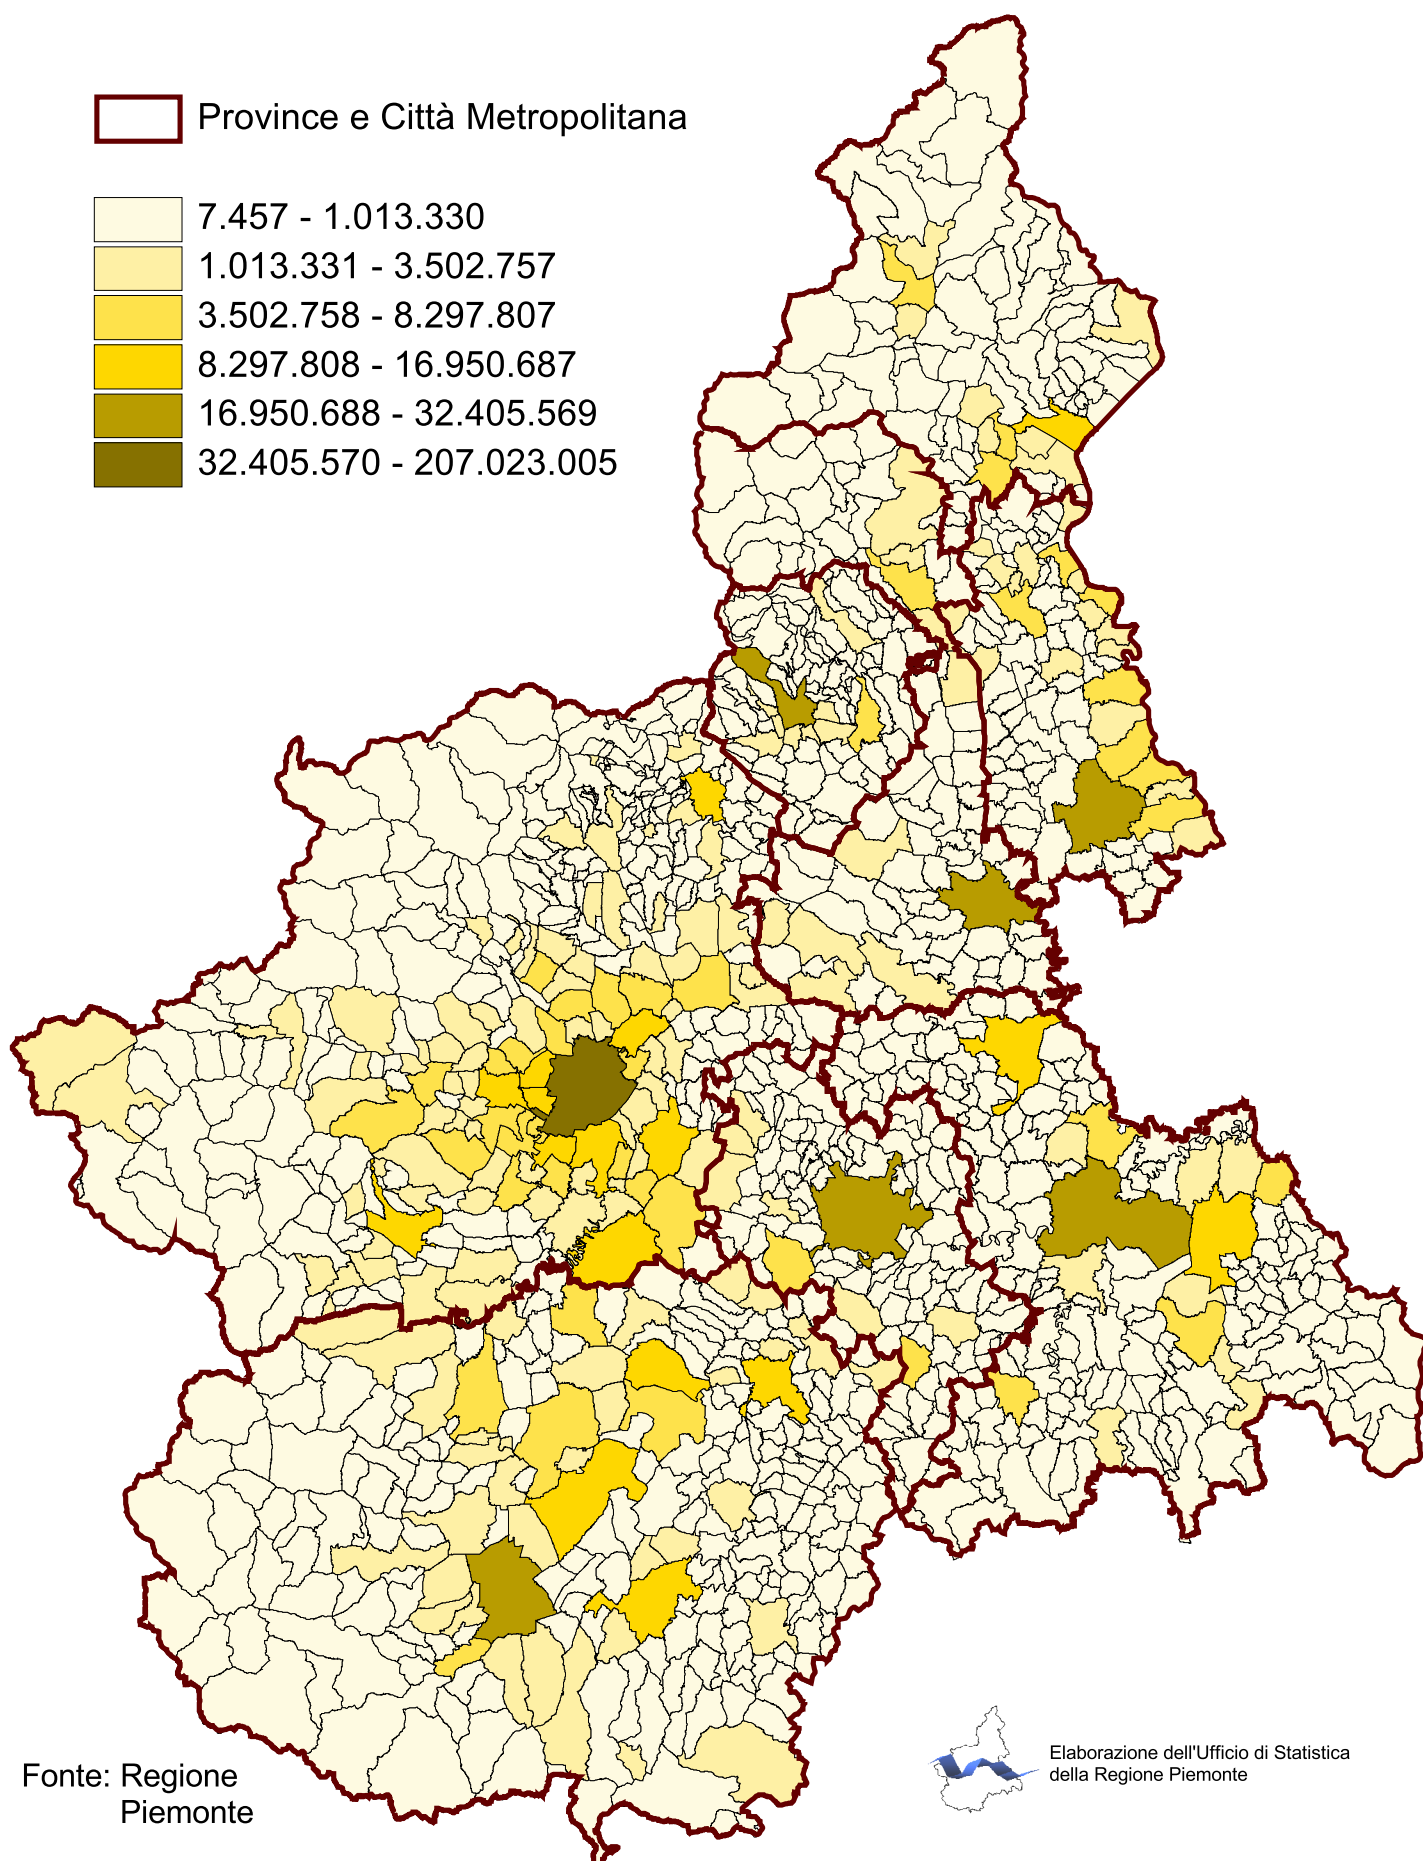 Province e Città Metropolitana
7.457 - 1.013.330
1.013.331 - 3.502.757
3.502.758 - 8.297.807
8.297.808 - 16.950.687
16.950.688 - 32.405.569
32.405.570 - 207.023.005
Elaborazione dell'Ufficio di Statistica
della Regione Piemonte
Fonte: Regione
Piemonte